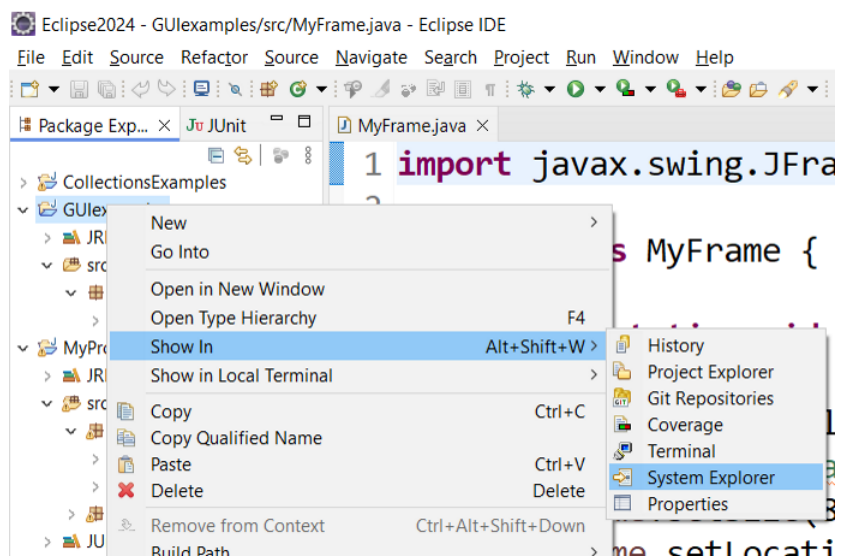 Eclipse2024 - GUIexamples/src/MyFrame.java - Eclipse IDE
File Edit Source Refactor Source Navigate Search Project Run Window Help
Package Exp... JUnit
MyFrame.java
1 import javax.swing.JFra
2
CollectionsExamples
GUIex
JRE
src
MyPro
JRE
src
JU
s MyFrame {
New
Go Into
Open in New Window
Open Type Hierarchy F4
Show In Alt+Shift+W
Show in Local Terminal
Copy Ctrl+C
Copy Qualified Name
Paste Ctrl+V
Delete Delete
Remove from Context Ctrl+Alt+Shift+Down
Build Path
History
Project Explorer
Git Repositories
Coverage
Terminal
System Explorer
Properties
me setLocati